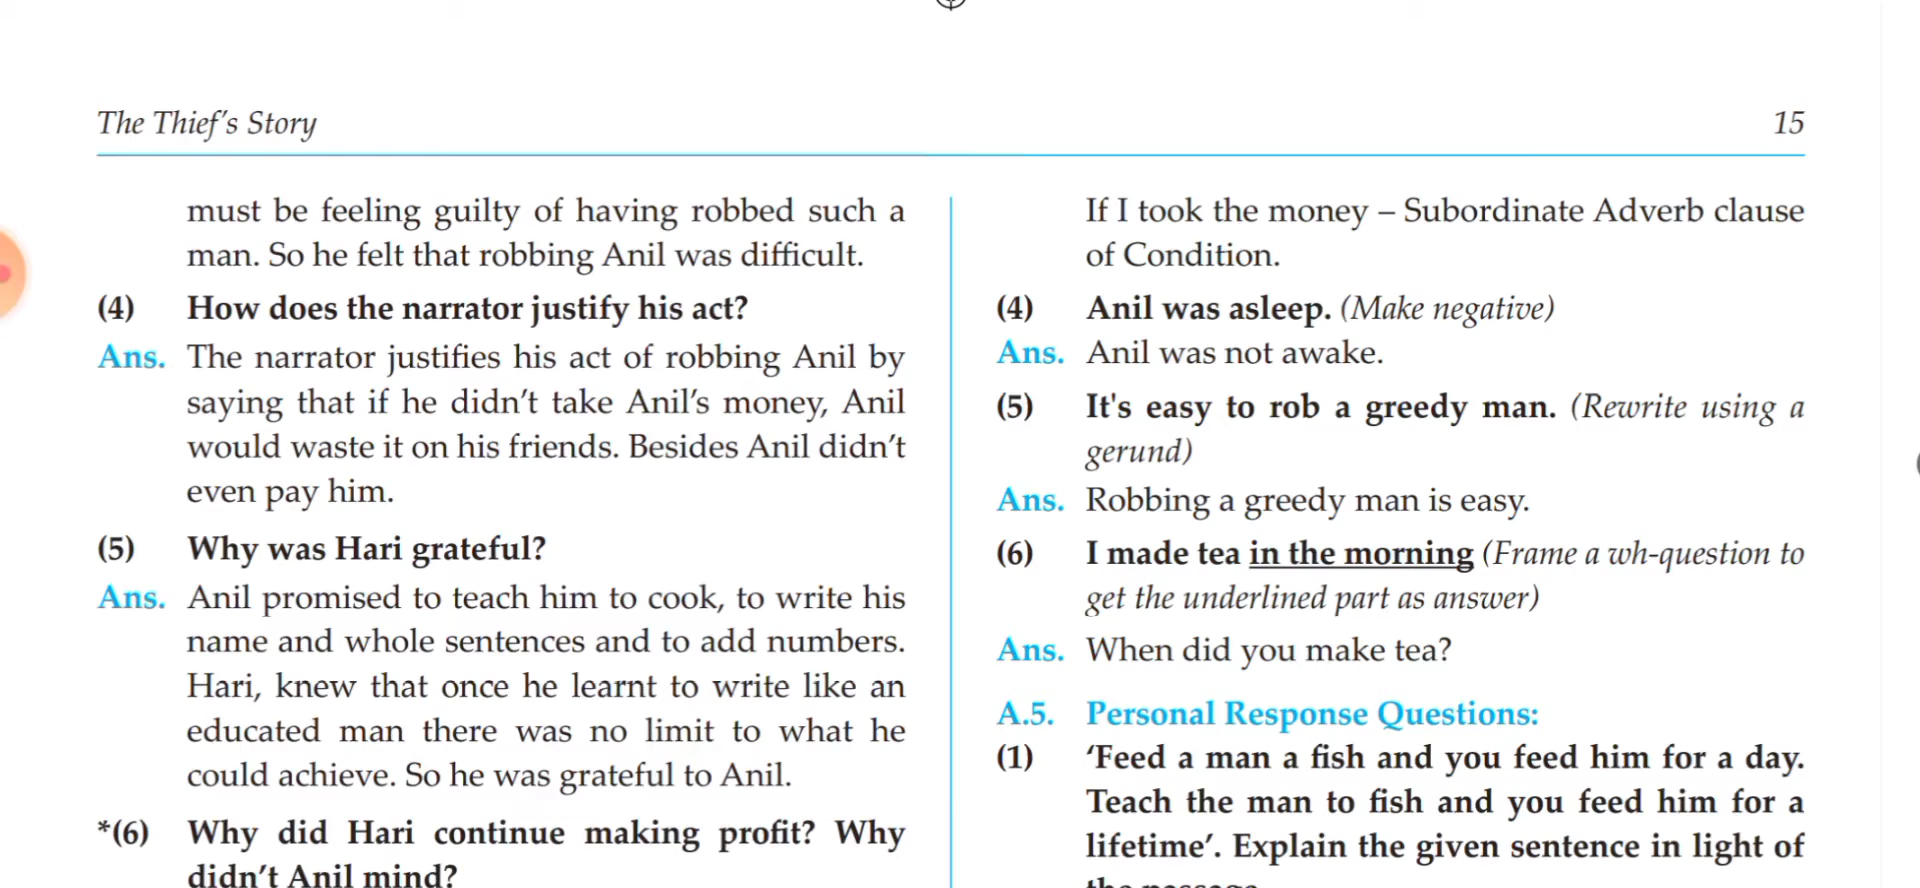 The Thief's Story
15
must be feeling guilty of having robbed such a
man. So he felt that robbing Anil was difficult.
(4) How does the narrator justify his act?
Ans. The narrator justifies his act of robbing Anil by
saying that if he didn't take Anil's money, Anil
would waste it on his friends. Besides Anil didn't
even pay him.
(5) Why was Hari grateful?
Ans. Anil promised to teach him to cook, to write his
name and whole sentences and to add numbers.
Hari, knew that once he learnt to write like an
educated man there was no limit to what he
could achieve. So he was grateful to Anil.
*(6) Why did Hari continue making profit? Why
didn't Anil mind?
If I took the money – Subordinate Adverb clause
of Condition.
(4) Anil was asleep. (Make negative)
Ans. Anil was not awake.
(5) It's easy to rob a greedy man. (Rewrite using a
gerund)
Ans. Robbing a greedy man is easy.
(6) I made tea in the morning (Frame a wh-question to
get the underlined part as answer)
Ans. When did you make tea?
A.5. Personal Response Questions:
(1) ‘Feed a man a fish and you feed him for a day.
Teach the man to fish and you feed him for a
lifetime’. Explain the given sentence in light of
the passage